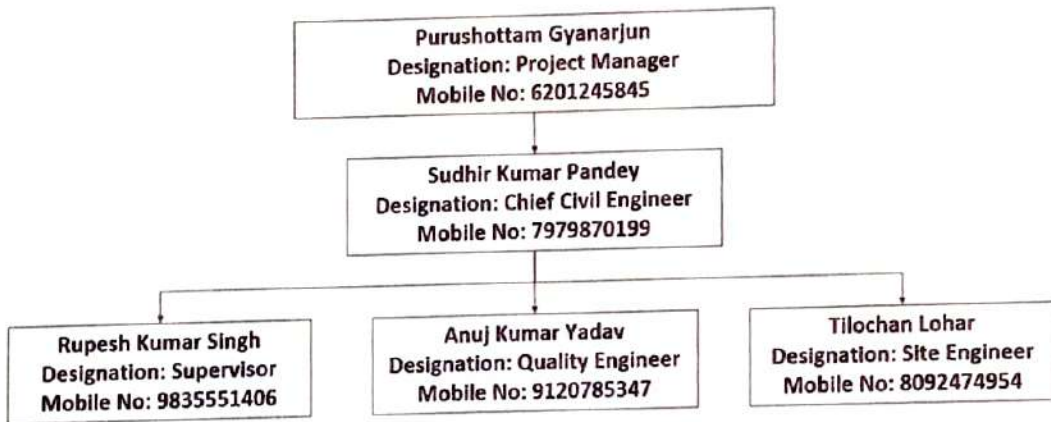 Purushottam Gyanarjun
Designation: Project Manager
Mobile No: 6201245845
Sudhir Kumar Pandey
Designation: Chief Civil Engineer
Mobile No: 7979870199
Rupesh Kumar Singh
Designation: Supervisor
Mobile No: 9835551406
Anuj Kumar Yadav
Designation: Quality Engineer
Mobile No: 9120785347
Tilochan Lohar
Designation: Site Engineer
Mobile No: 8092474954